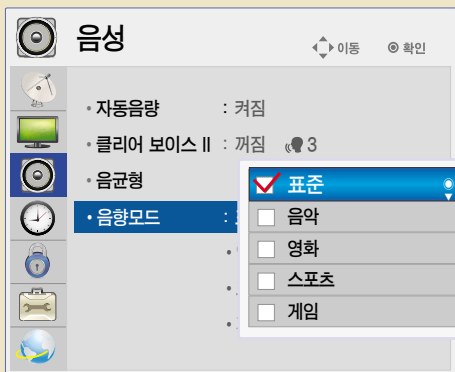 음성
이동 확인
자동음량 : 켜짐
클리어 보이스 II : 꺼짐 3
음균형
음향모드 :
표준
음악
영화
스포츠
게임